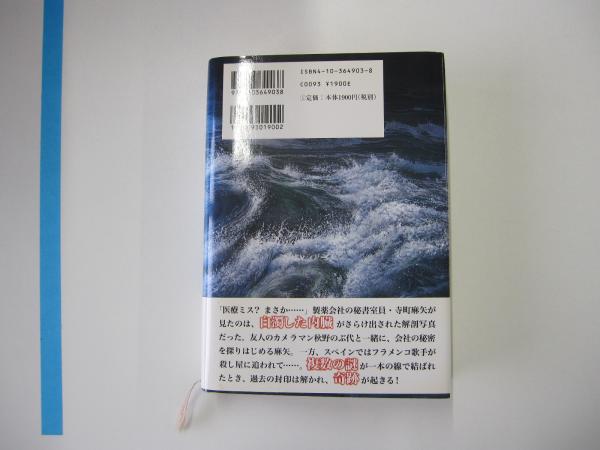 ISBN4-10-364903-8
C0093 ¥1900E
定価:本体1900円(税別)
「医療ミス? まさか……」製薬会社の秘書室員・寺町麻矢が
見たのは、白濁した内臓がさらけ出された解剖写真
だった。友人のカメラマン秋野のぶ代と一緒に、会社の秘密
を探りはじめる麻矢。一方、スペインではフラメンコ歌手が
殺し屋に追われて……。複数の謎が一本の線で結ばれ
たとき、過去の封印は解かれ、奇跡が起きる!